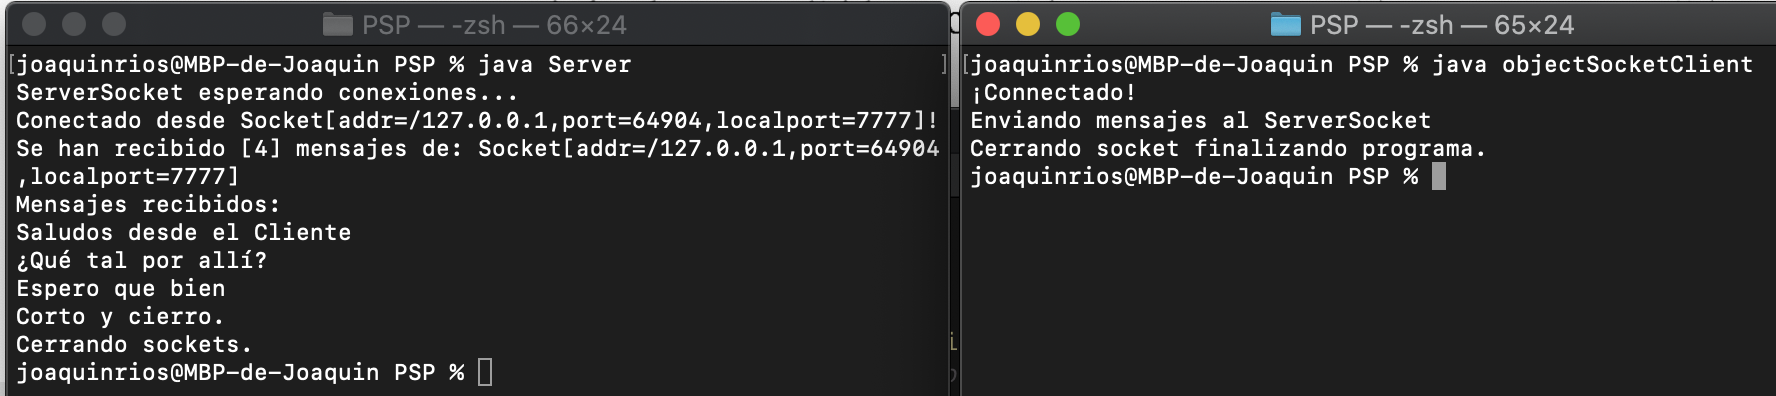 PSP — -zsh — 66×24
[joaquinrios@MBP-de-Joaquin PSP % java Server ]
ServerSocket esperando conexiones...
Conectado desde Socket[addr=/127.0.0.1,port=64904,localport=7777]!
Se han recibido [4] mensajes de: Socket[addr=/127.0.0.1,port=64904
,localport=7777]
Mensajes recibidos:
Saludos desde el Cliente
¿Qué tal por allí?
Espero que bien
Corto y cierro.
Cerrando sockets.
joaquinrios@MBP-de-Joaquin PSP %
PSP — -zsh — 65×24
[joaquinrios@MBP-de-Joaquin PSP % java objectSocketClient
¡Connectado!
Enviando mensajes al ServerSocket
Cerrando socket finalizando programa.
joaquinrios@MBP-de-Joaquin PSP %